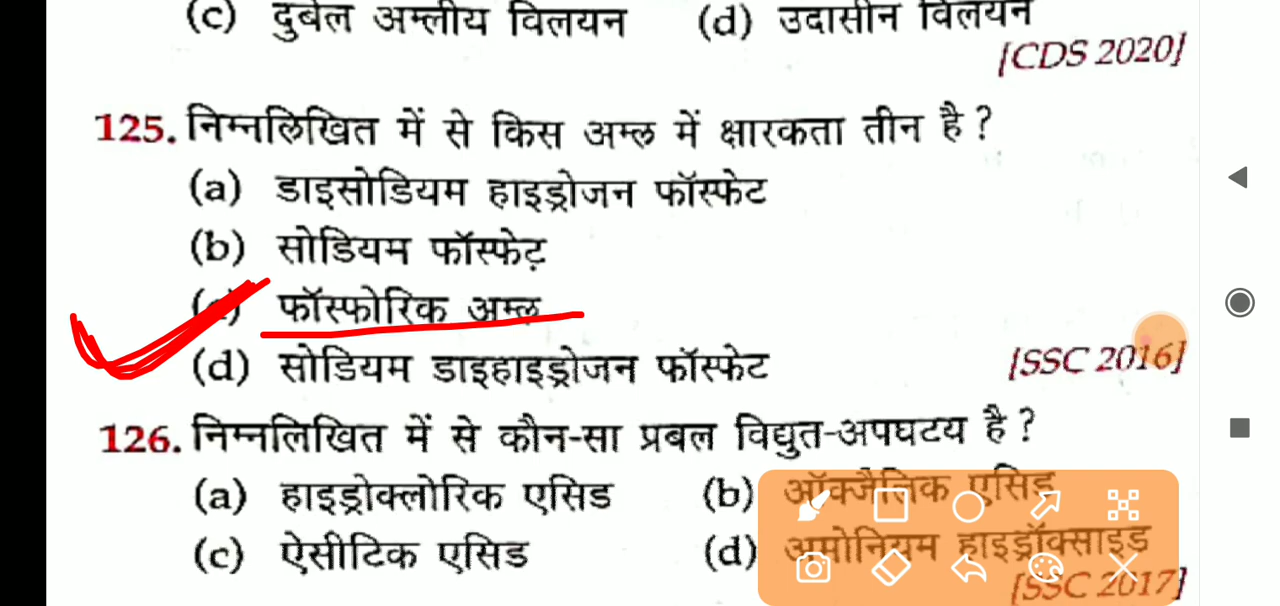 (c) दुर्बल अम्लीय विलयन (d) उदासीन विलयन
[CDS 2020]
125. निम्नलिखित में से किस अम्ल में क्षारकता तीन है ?
(a) डाइसोडियम हाइड्रोजन फॉस्फेट
(b) सोडियम फॉस्फेट
(c) फॉस्फोरिक अम्ल
(d) सोडियम डाइहाइड्रोजन फॉस्फेट [SSC 2016]
126. निम्नलिखित में से कौन-सा प्रबल विद्युत-अपघटय है ?
(a) हाइड्रोक्लोरिक एसिड (b) ऑक्जैलिक एसिड
(c) ऐसीटिक एसिड (d) अमोनियम हाइड्रॉक्साइड
[SSC 2017]